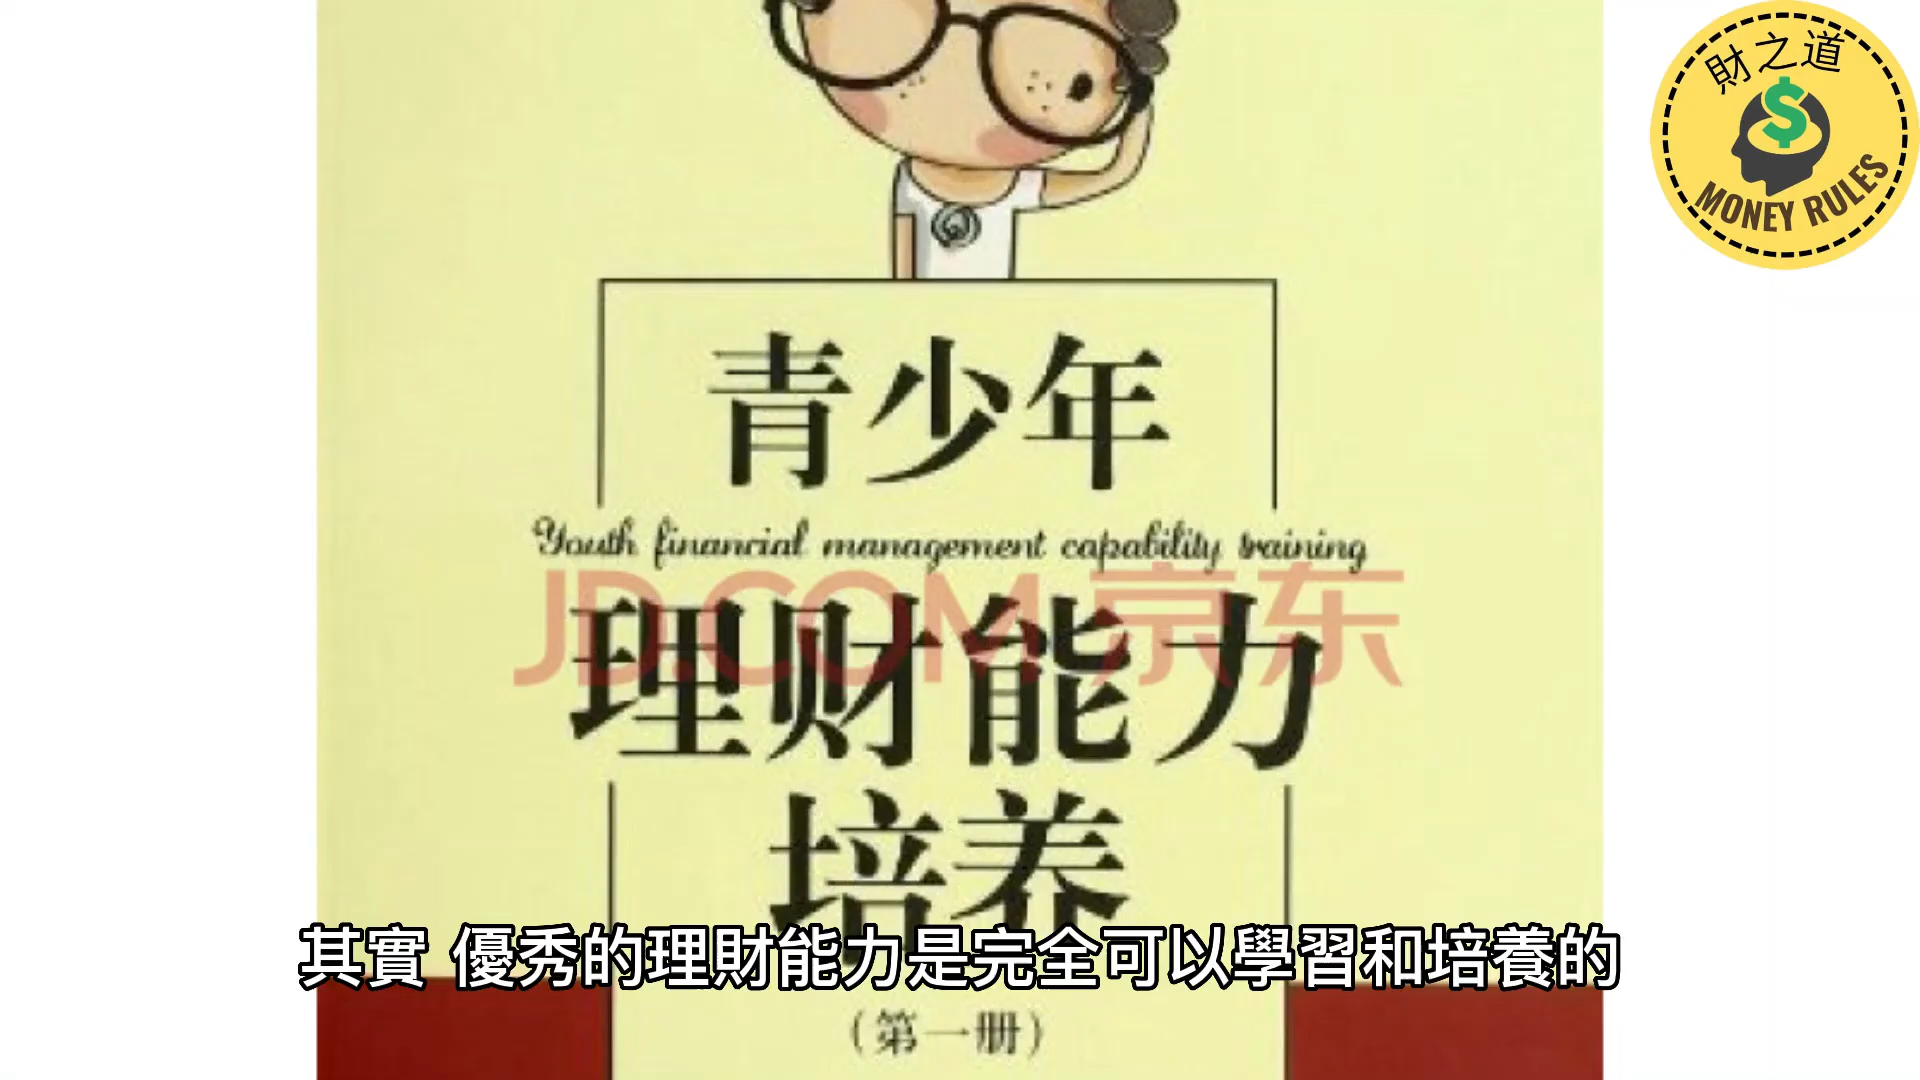 財之道
$
MONEY RULES
青少年
Youth financial management capability training
JD.COM 京东
理财能力
培养
其實 優秀的理財能力是完全可以學習和培養的
(第一册)